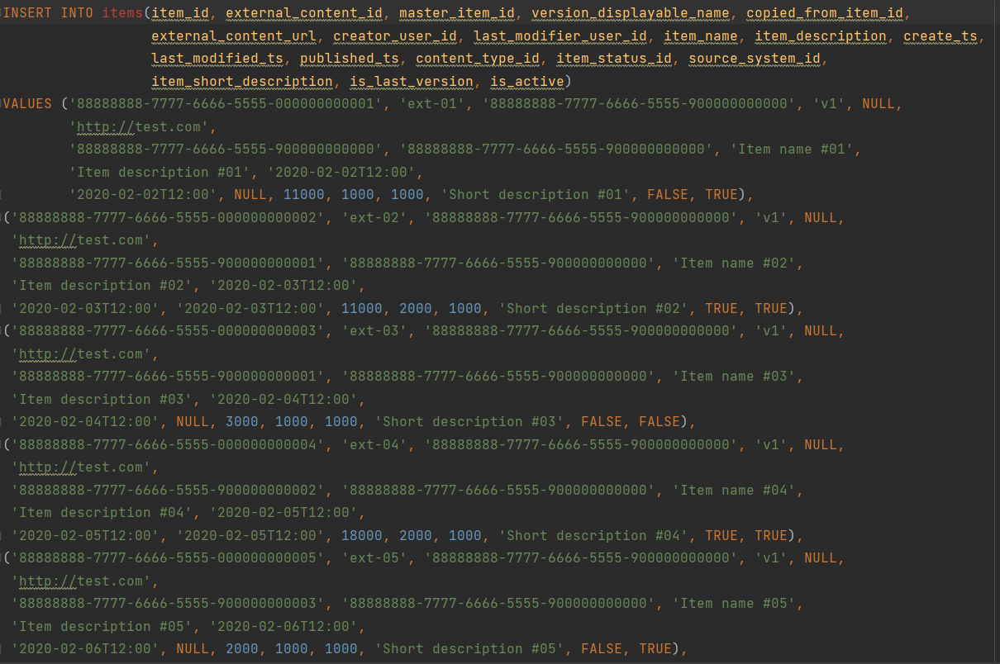 INSERT INTO items(item_id, external_content_id, master_item_id, version_displayable_name, copied_from_item_id,
external_content_url, creator_user_id, last_modifier_user_id, item_name, item_description, create_ts,
last_modified_ts, published_ts, content_type_id, item_status_id, source_system_id,
item_short_description, is_last_version, is_active)
VALUES ('88888888-7777-6666-5555-000000000001', 'ext-01', '88888888-7777-6666-5555-900000000000', 'v1', NULL,
'http://test.com',
'88888888-7777-6666-5555-900000000000', '88888888-7777-6666-5555-900000000000', 'Item name #01',
'Item description #01', '2020-02-02T12:00',
'2020-02-02T12:00', NULL, 11000, 1000, 1000, 'Short description #01', FALSE, TRUE),
('88888888-7777-6666-5555-000000000002', 'ext-02', '88888888-7777-6666-5555-900000000000', 'v1', NULL,
'http://test.com',
'88888888-7777-6666-5555-900000000001', '88888888-7777-6666-5555-900000000000', 'Item name #02',
'Item description #02', '2020-02-03T12:00',
'2020-02-03T12:00', '2020-02-03T12:00', 11000, 2000, 1000, 'Short description #02', TRUE, TRUE),
('88888888-7777-6666-5555-000000000003', 'ext-03', '88888888-7777-6666-5555-900000000000', 'v1', NULL,
'http://test.com',
'88888888-7777-6666-5555-900000000001', '88888888-7777-6666-5555-900000000000', 'Item name #03',
'Item description #03', '2020-02-04T12:00',
'2020-02-04T12:00', NULL, 3000, 1000, 1000, 'Short description #03', FALSE, FALSE),
('88888888-7777-6666-5555-000000000004', 'ext-04', '88888888-7777-6666-5555-900000000000', 'v1', NULL,
'http://test.com',
'88888888-7777-6666-5555-900000000002', '88888888-7777-6666-5555-900000000000', 'Item name #04',
'Item description #04', '2020-02-05T12:00',
'2020-02-05T12:00', '2020-02-05T12:00', 18000, 2000, 1000, 'Short description #04', TRUE, TRUE),
('88888888-7777-6666-5555-000000000005', 'ext-05', '88888888-7777-6666-5555-900000000000', 'v1', NULL,
'http://test.com',
'88888888-7777-6666-5555-900000000003', '88888888-7777-6666-5555-900000000000', 'Item name #05',
'Item description #05', '2020-02-06T12:00',
'2020-02-06T12:00', NULL, 2000, 1000, 1000, 'Short description #05', FALSE, TRUE),